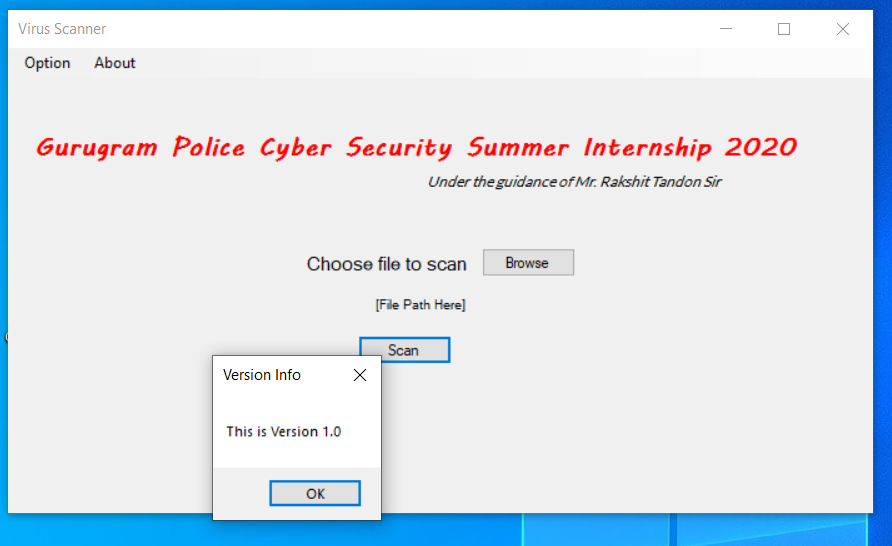 Virus Scanner
Option About
Gurugram Police Cyber Security Summer Internship 2020
Under the guidance of Mr. Rakshit Tandon Sir
Choose file to scan Browse
[File Path Here]
Scan
Version Info
This is Version 1.0
OK